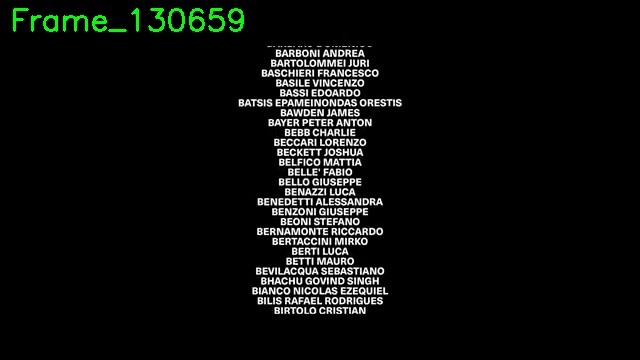 Frame_130659
BARBONI ANDREA
BARTOLOMMEI JURI
BASCHIERI FRANCESCO
BASILE VINCENZO
BASSI EDOARDO
BATSIS EPAMEINONDAS ORESTIS
BAWDEN JAMES
BAYER PETER ANTON
BEBB CHARLIE
BECCARI LORENZO
BECKETT JOSHUA
BELFICO MATTIA
BELLE' FABIO
BELLO GIUSEPPE
BENAZZI LUCA
BENEDETTI ALESSANDRA
BENZONI GIUSEPPE
BEONI STEFANO
BERNAMONTE RICCARDO
BERTACCINI MIRKO
BERTI LUCA
BETTI MAURO
BEVILACQUA SEBASTIANO
BHACHU GOVIND SINGH
BIANCO NICOLAS EZEQUIEL
BILIS RAFAEL RODRIGUES
BIRTOLO CRISTIAN